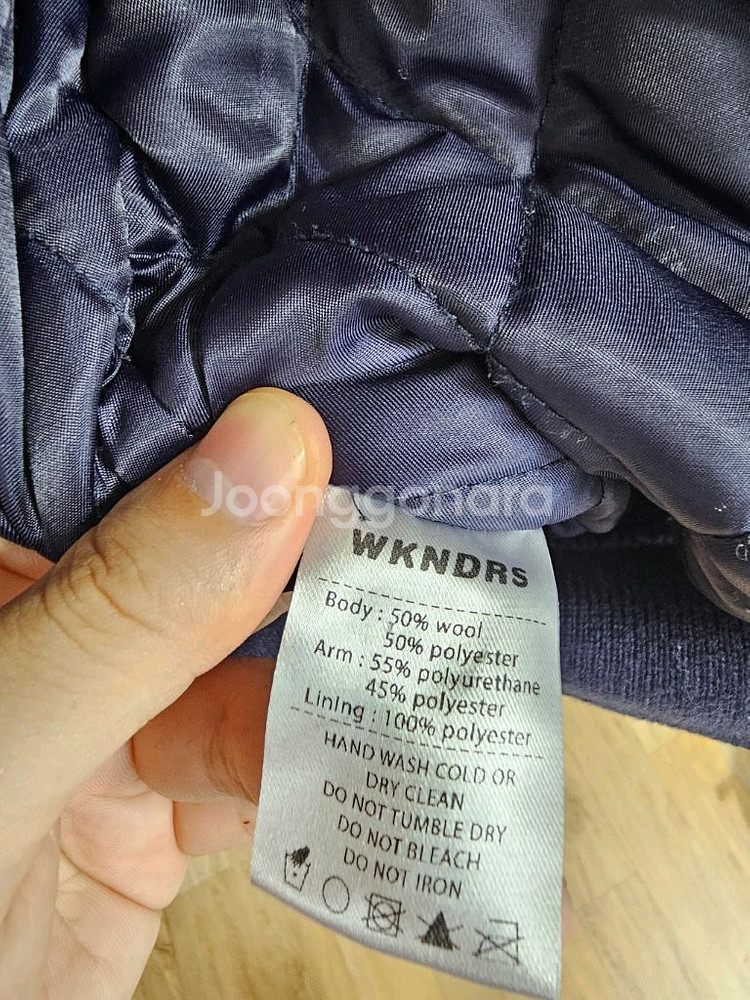 Joonggonara
WKNDRS
Body : 50% wool
50% polyester
Arm : 55% polyurethane
45% polyester
Lining : 100% polyester
HAND WASH COLD OR
DRY CLEAN
DO NOT TUMBLE DRY
DO NOT BLEACH
DO NOT IRON